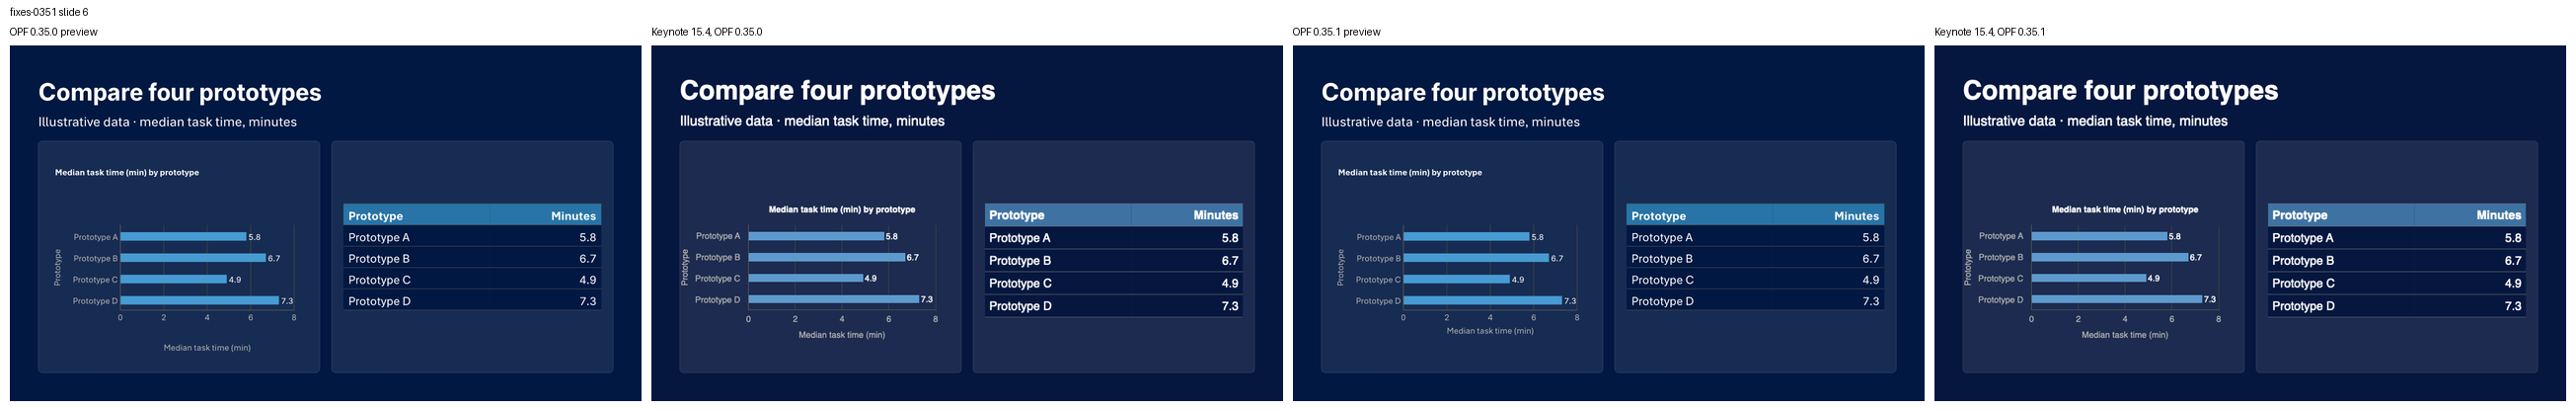 fixes-0351 slide 6
OPF 0.35.0 preview
Compare four prototypes
Illustrative data · median task time, minutes
Median task time (min) by prototype
Prototype
Prototype A
5.8
Prototype B
6.7
Prototype C
4.9
Prototype D
7.3
0 2 4 6 8
Median task time (min)
Prototype Minutes
Prototype A 5.8
Prototype B 6.7
Prototype C 4.9
Prototype D 7.3
Keynote 15.4, OPF 0.35.0
Compare four prototypes
Illustrative data · median task time, minutes
Median task time (min) by prototype
Prototype
Prototype A
5.8
Prototype B
6.7
Prototype C
4.9
Prototype D
7.3
0 2 4 6 8
Median task time (min)
Prototype Minutes
Prototype A 5.8
Prototype B 6.7
Prototype C 4.9
Prototype D 7.3
OPF 0.35.1 preview
Compare four prototypes
Illustrative data · median task time, minutes
Median task time (min) by prototype
Prototype
Prototype A
5.8
Prototype B
6.7
Prototype C
4.9
Prototype D
7.3
0 2 4 6 8
Median task time (min)
Prototype Minutes
Prototype A 5.8
Prototype B 6.7
Prototype C 4.9
Prototype D 7.3
Keynote 15.4, OPF 0.35.1
Compare four prototypes
Illustrative data · median task time, minutes
Median task time (min) by prototype
Prototype
Prototype A
5.8
Prototype B
6.7
Prototype C
4.9
Prototype D
7.3
0 2 4 6 8
Median task time (min)
Prototype Minutes
Prototype A 5.8
Prototype B 6.7
Prototype C 4.9
Prototype D 7.3